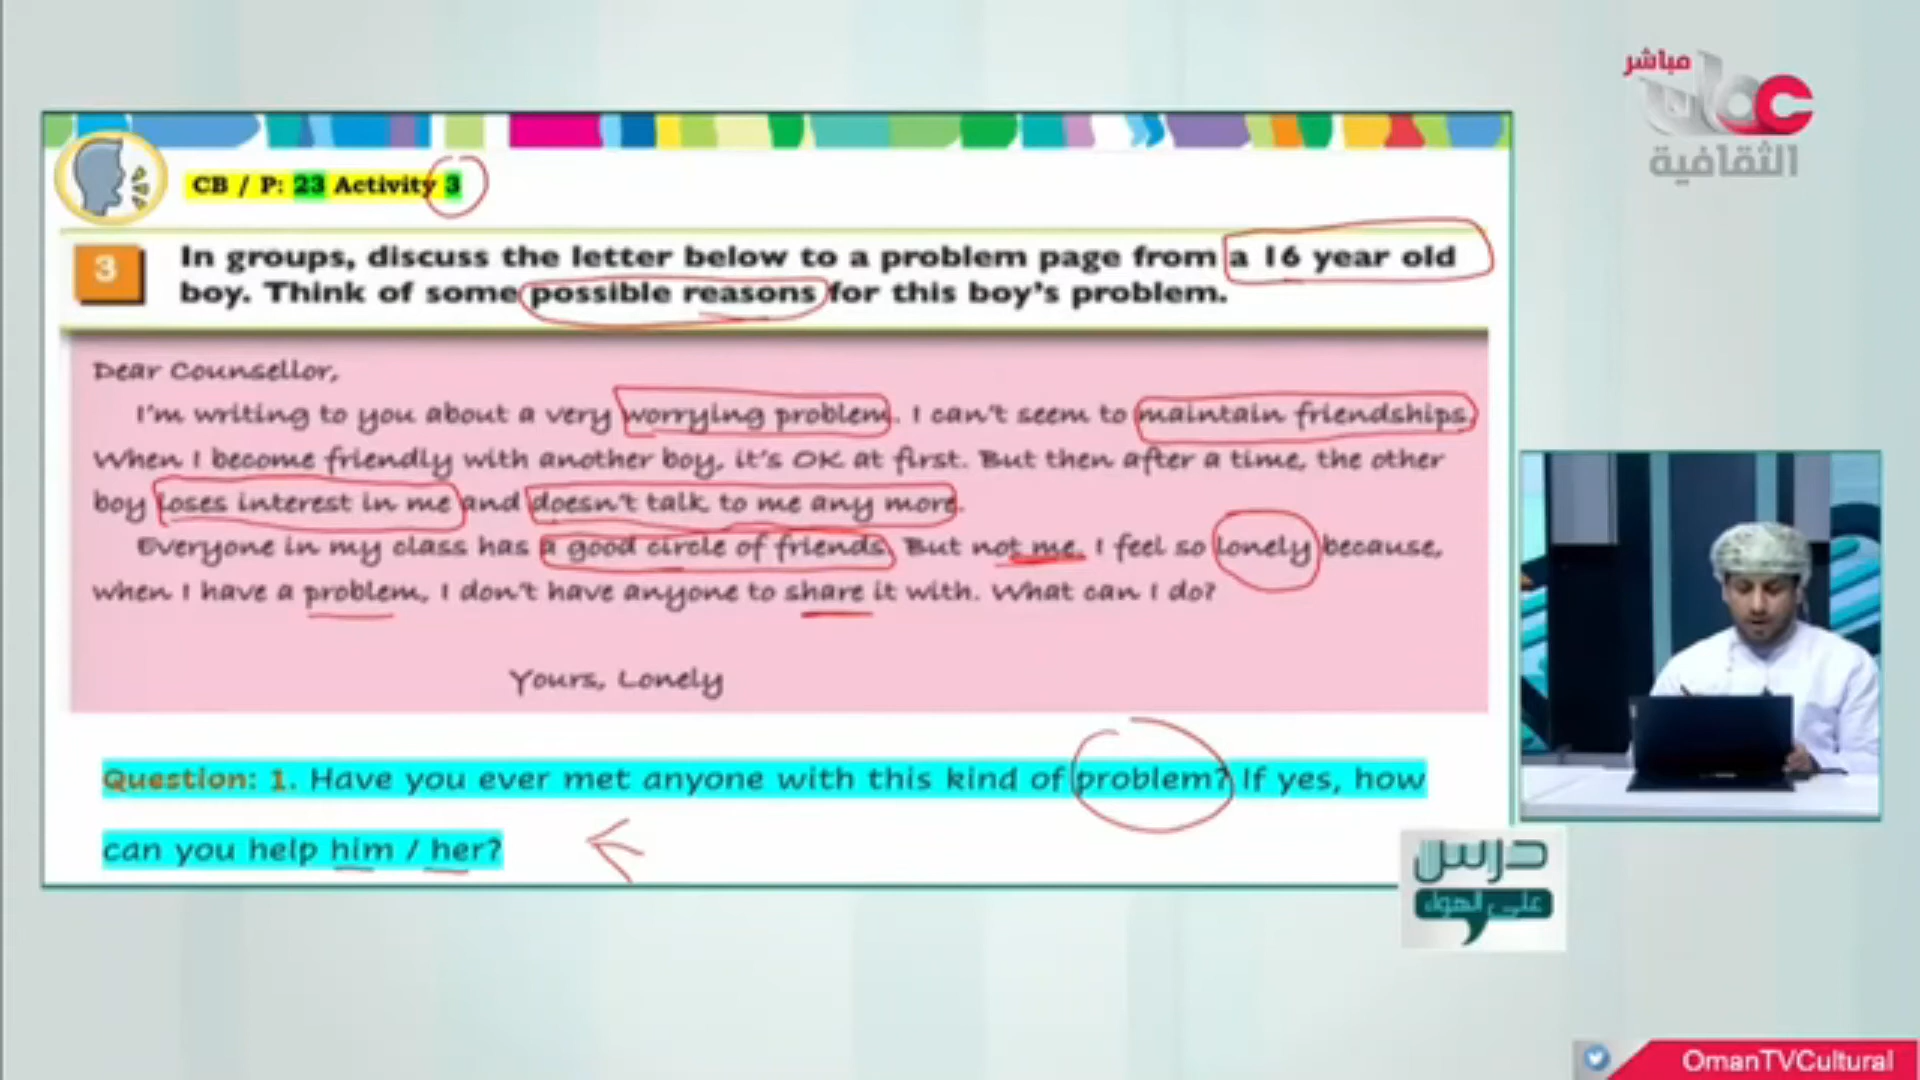 مباشر
عمان
الثقافية
CB / P: 23 Activity 3
3
In groups, discuss the letter below to a problem page from a 16 year old
boy. Think of some possible reasons for this boy's problem.
Dear Counsellor,
I'm writing to you about a very worrying problem. I can't seem to maintain friendships.
When I become friendly with another boy, it's OK at first. But then after a time, the other
boy loses interest in me and doesn't talk to me any more.
Everyone in my class has a good circle of friends. But not me. I feel so lonely because,
when I have a problem, I don't have anyone to share it with. What can I do?
Yours, Lonely
Question: 1. Have you ever met anyone with this kind of problem? If yes, how
can you help him / her?
درس
على الهواء
OmanTVCultural